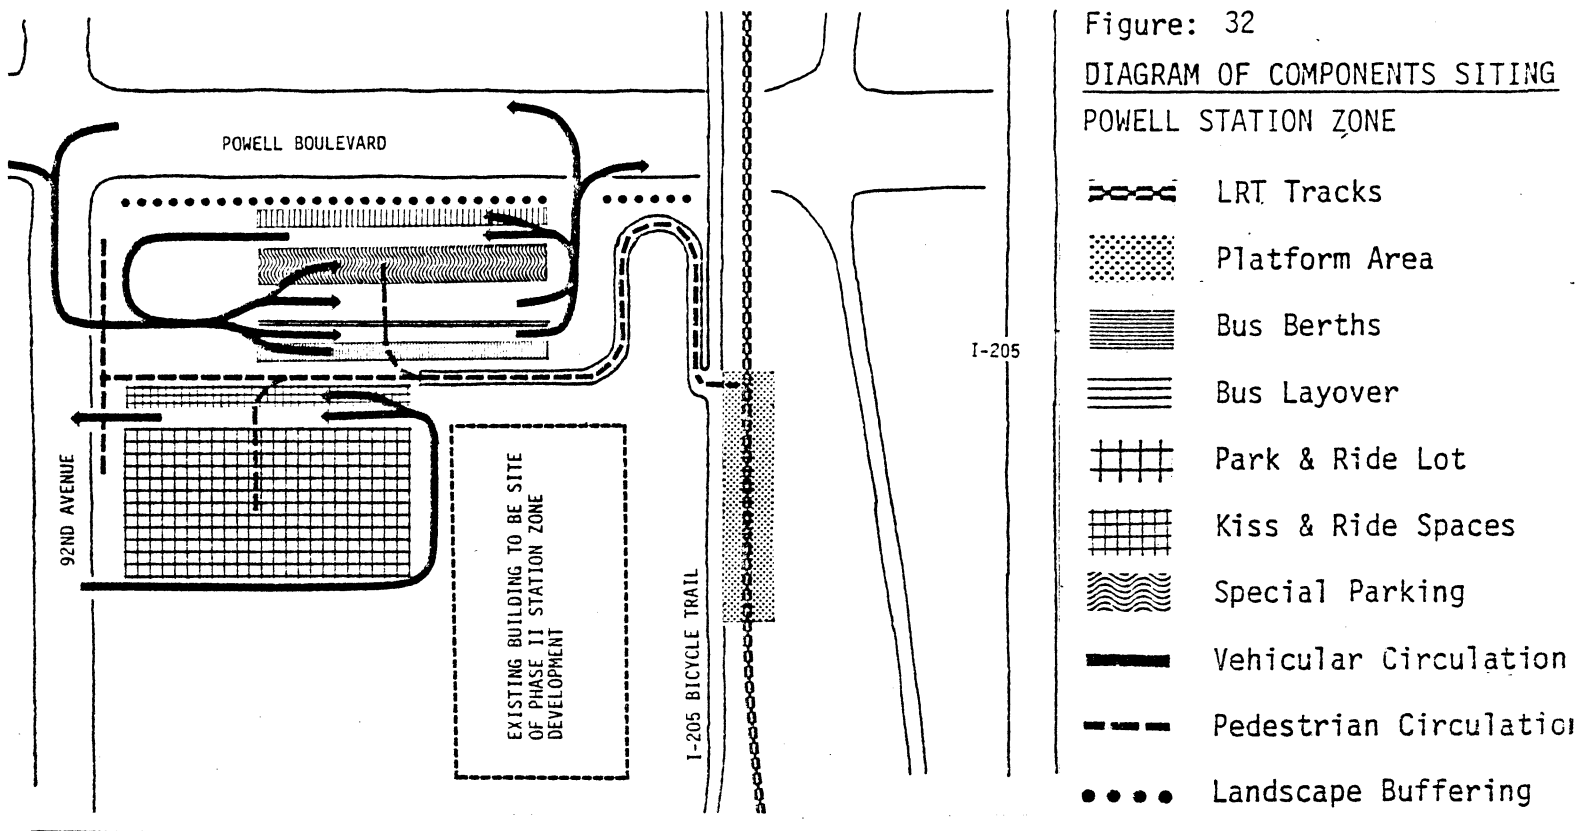 Figure: 32
DIAGRAM OF COMPONENTS SITING
POWELL STATION ZONE
POWELL BOULEVARD
LRT Tracks
Platform Area
Bus Berths
I-205
Bus Layover
Park & Ride Lot
Kiss & Ride Spaces
Special Parking
Vehicular Circulation
Pedestrian Circulation
Landscape Buffering
92ND AVENUE
EXISTING BUILDING TO BE SITE
OF PHASE II STATION ZONE
DEVELOPMENT
I-205 BICYCLE TRAIL